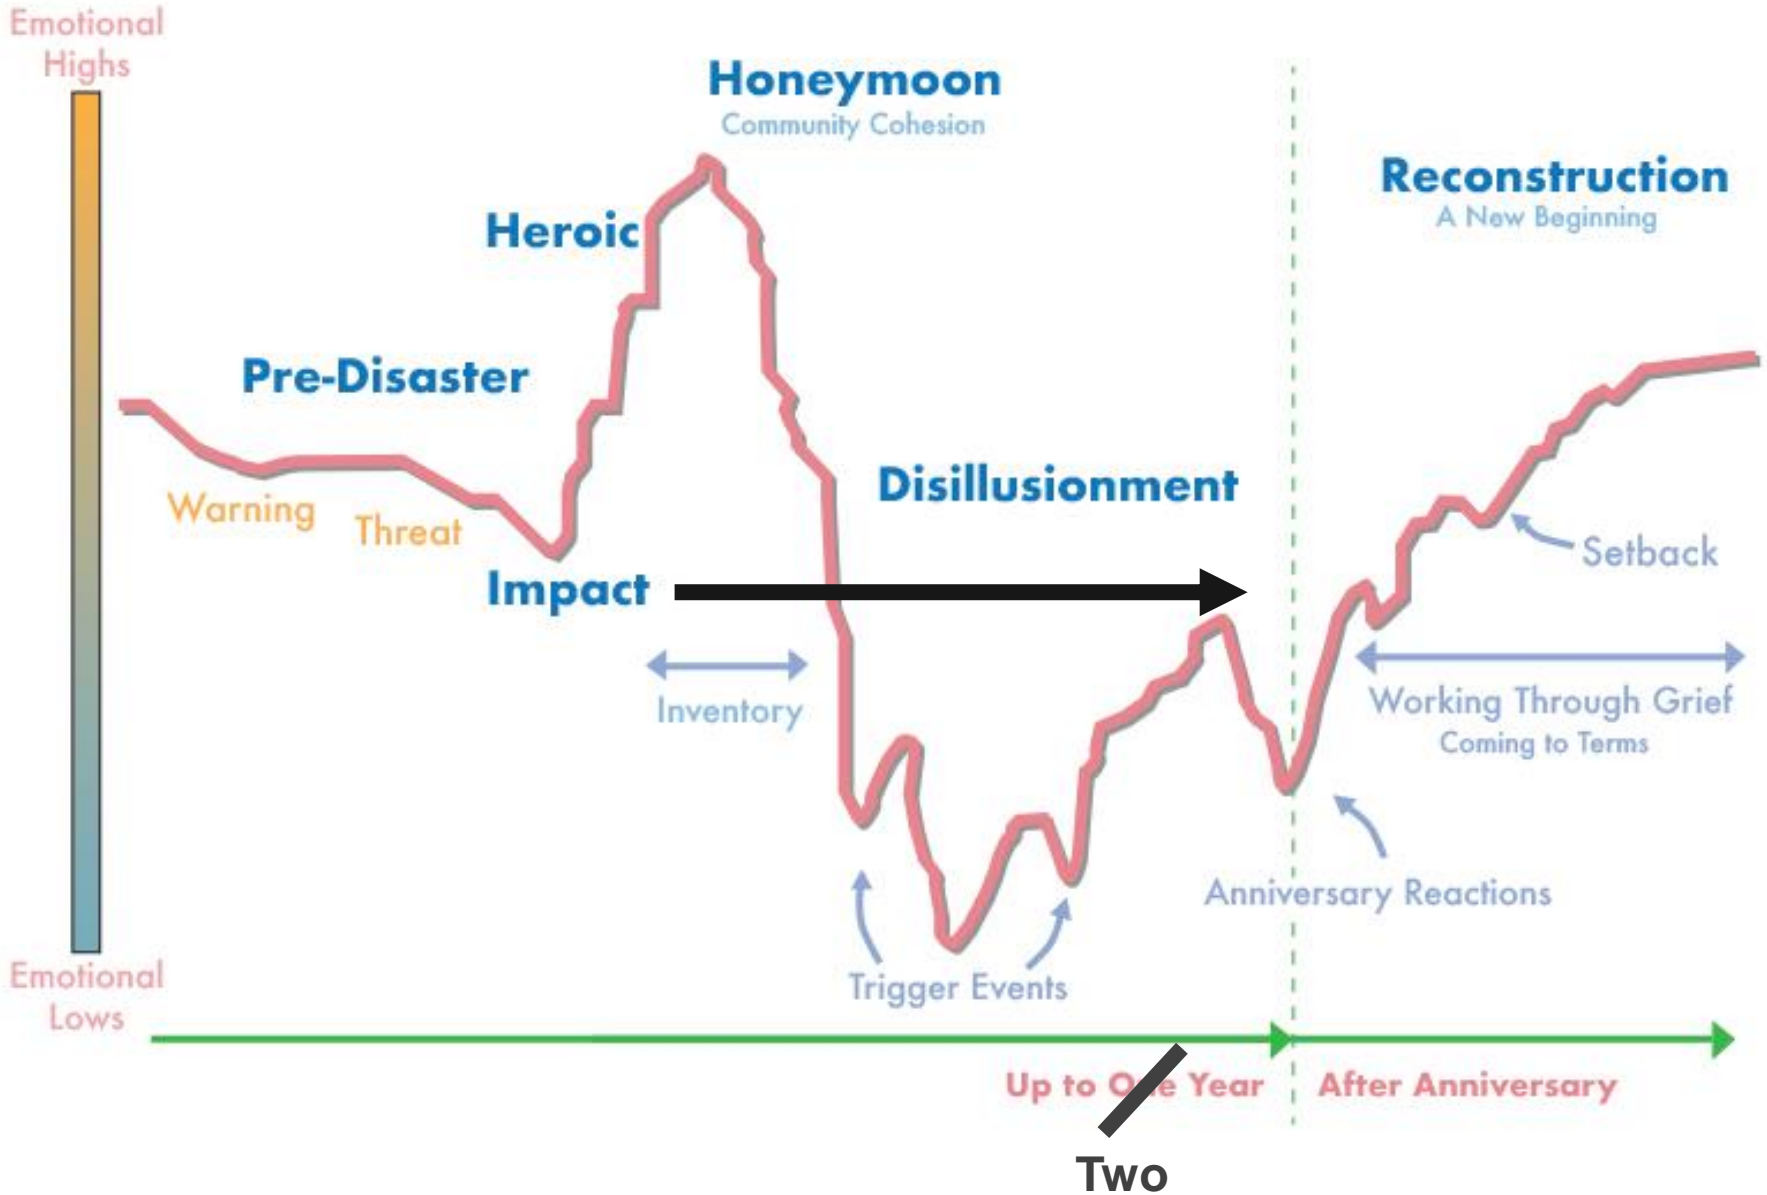 Emotional
Highs
Honeymoon
Community Cohesion
Reconstruction
A New Beginning
Heroic
Pre-Disaster
Disillusionment
Warning
Threat
Setback
Impact
Inventory
Working Through Grief
Coming to Terms
Anniversary Reactions
Trigger Events
Emotional
Lows
Up to One Year
After Anniversary
Two